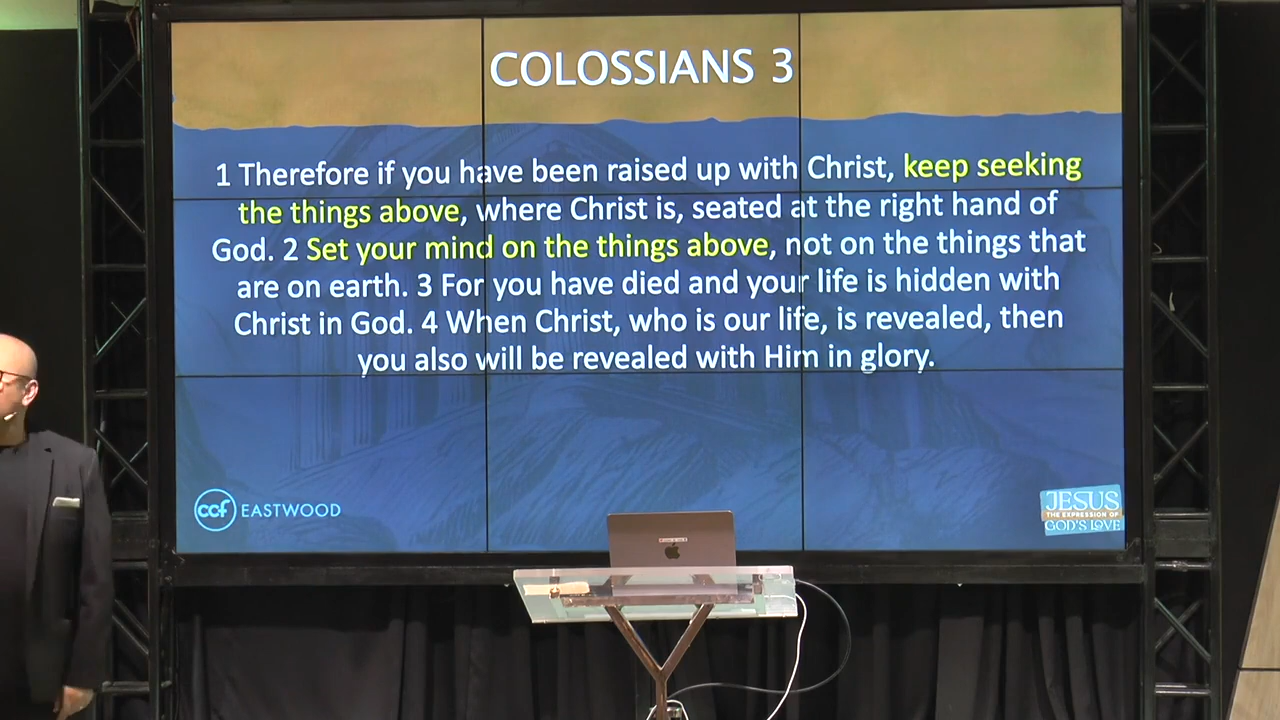 COLOSSIANS 3
1 Therefore if you have been raised up with Christ, keep seeking
the things above, where Christ is, seated at the right hand of
God. 2 Set your mind on the things above, not on the things that
are on earth. 3 For you have died and your life is hidden with
Christ in God. 4 When Christ, who is our life, is revealed, then
you also will be revealed with Him in glory.
ccf EASTWOOD
JESUS
THE EXPRESSION OF
GOD'S LOVE